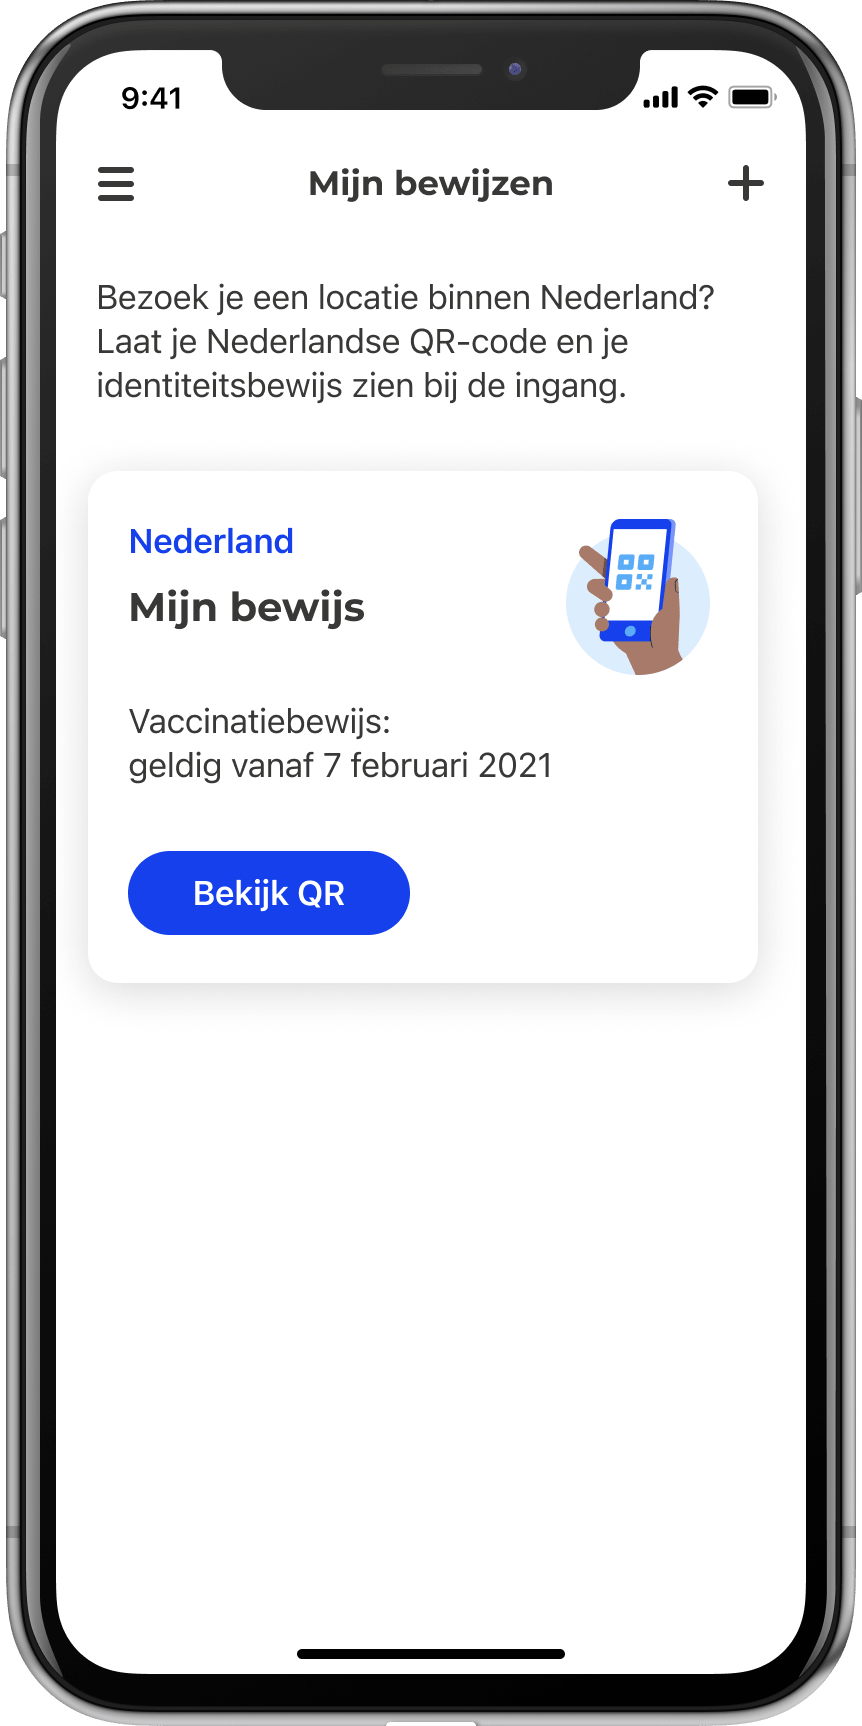 9:41
Mijn bewijzen
Bezoek je een locatie binnen Nederland?
Laat je Nederlandse QR-code en je
identiteitsbewijs zien bij de ingang.
Nederland
Mijn bewijs
Vaccinatiebewijs:
geldig vanaf 7 februari 2021
Bekijk QR